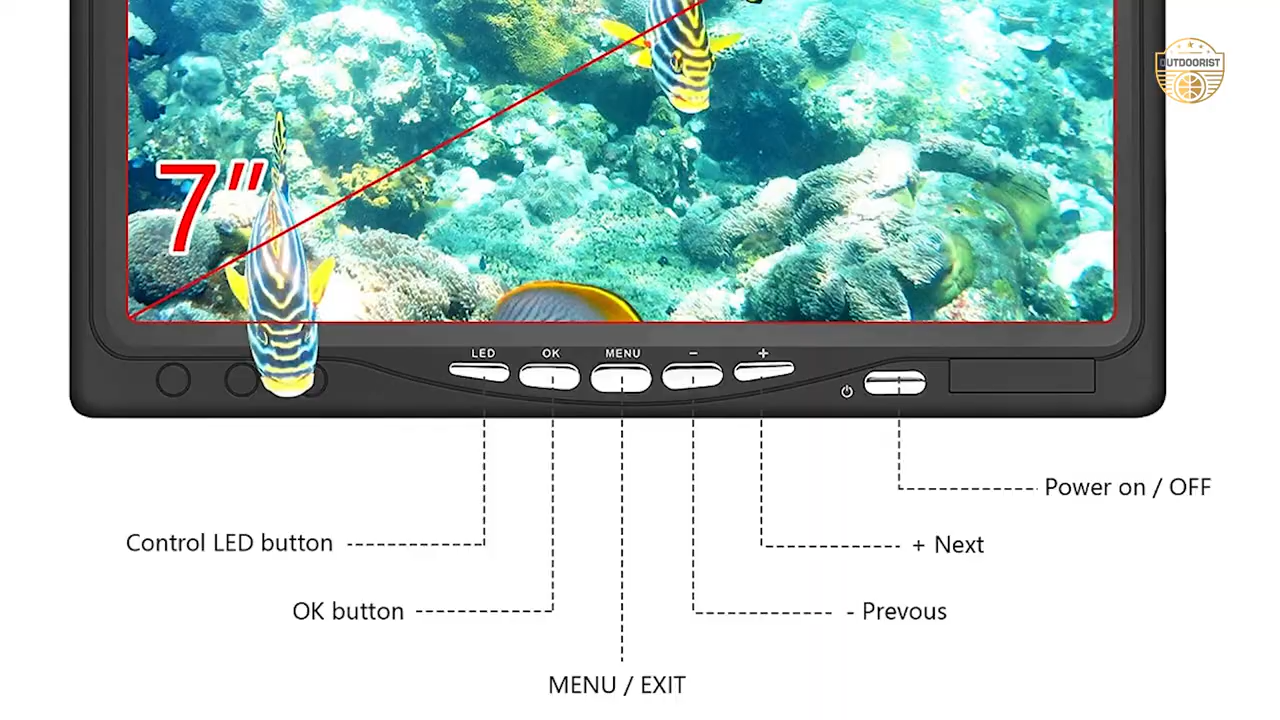 OUTDOORIST
7"
LED OK MENU − +
Power on / OFF
Control LED button
+ Next
OK button
- Prevous
MENU / EXIT